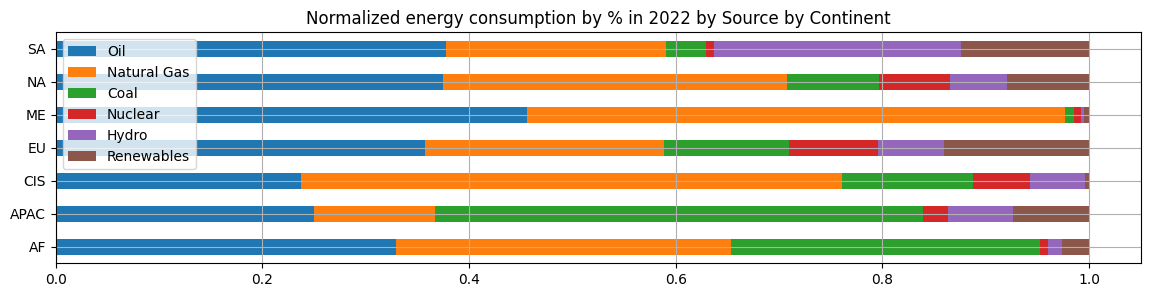 Normalized energy consumption by % in 2022 by Source by Continent
SA
NA
ME
EU
CIS
APAC
AF
Oil
Natural Gas
Coal
Nuclear
Hydro
Renewables
0.0 0.2 0.4 0.6 0.8 1.0